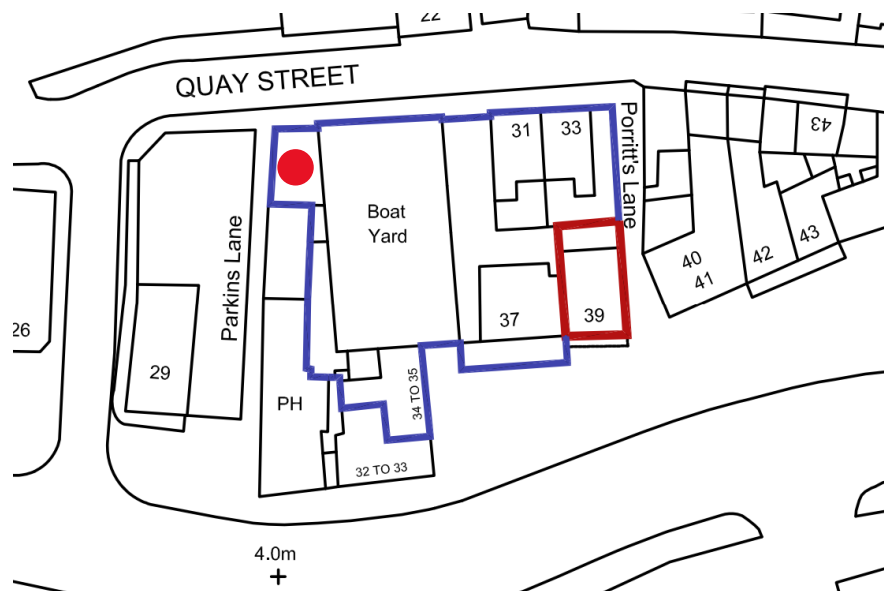 22
QUAY STREET
31
33
Porritt's Lane
43
Boat
Yard
Parkins Lane
40
41
42
43
26
37
39
29
PH
34 TO 35
32 TO 33
4.0m